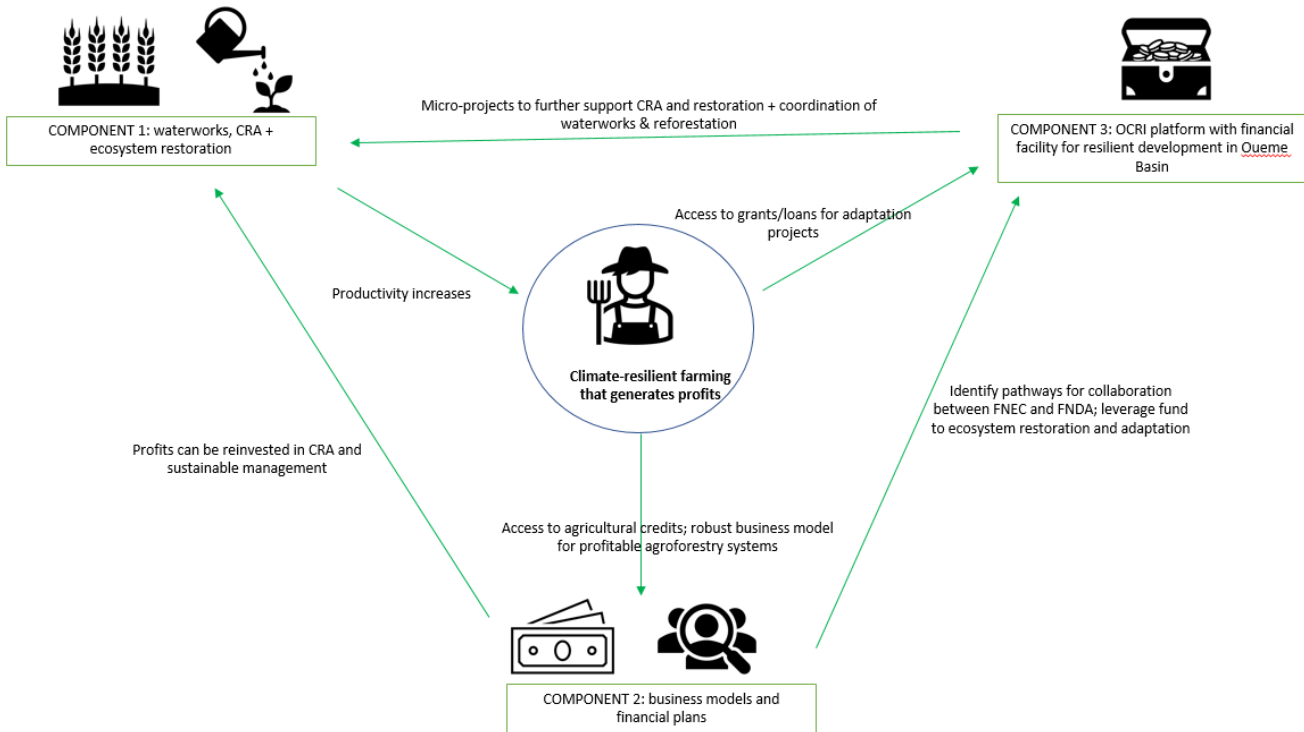 COMPONENT 1: waterworks, CRA +
ecosystem restoration
Micro-projects to further support CRA and restoration + coordination of
waterworks & reforestation
COMPONENT 3: OCRI platform with financial
facility for resilient development in Oueme
Basin
Access to grants/loans for adaptation
projects
Productivity increases
Climate-resilient farming
that generates profits
Identify pathways for collaboration
between FNEC and FNDA; leverage fund
to ecosystem restoration and adaptation
Profits can be reinvested in CRA and
sustainable management
Access to agricultural credits; robust business model
for profitable agroforestry systems
COMPONENT 2: business models and
financial plans